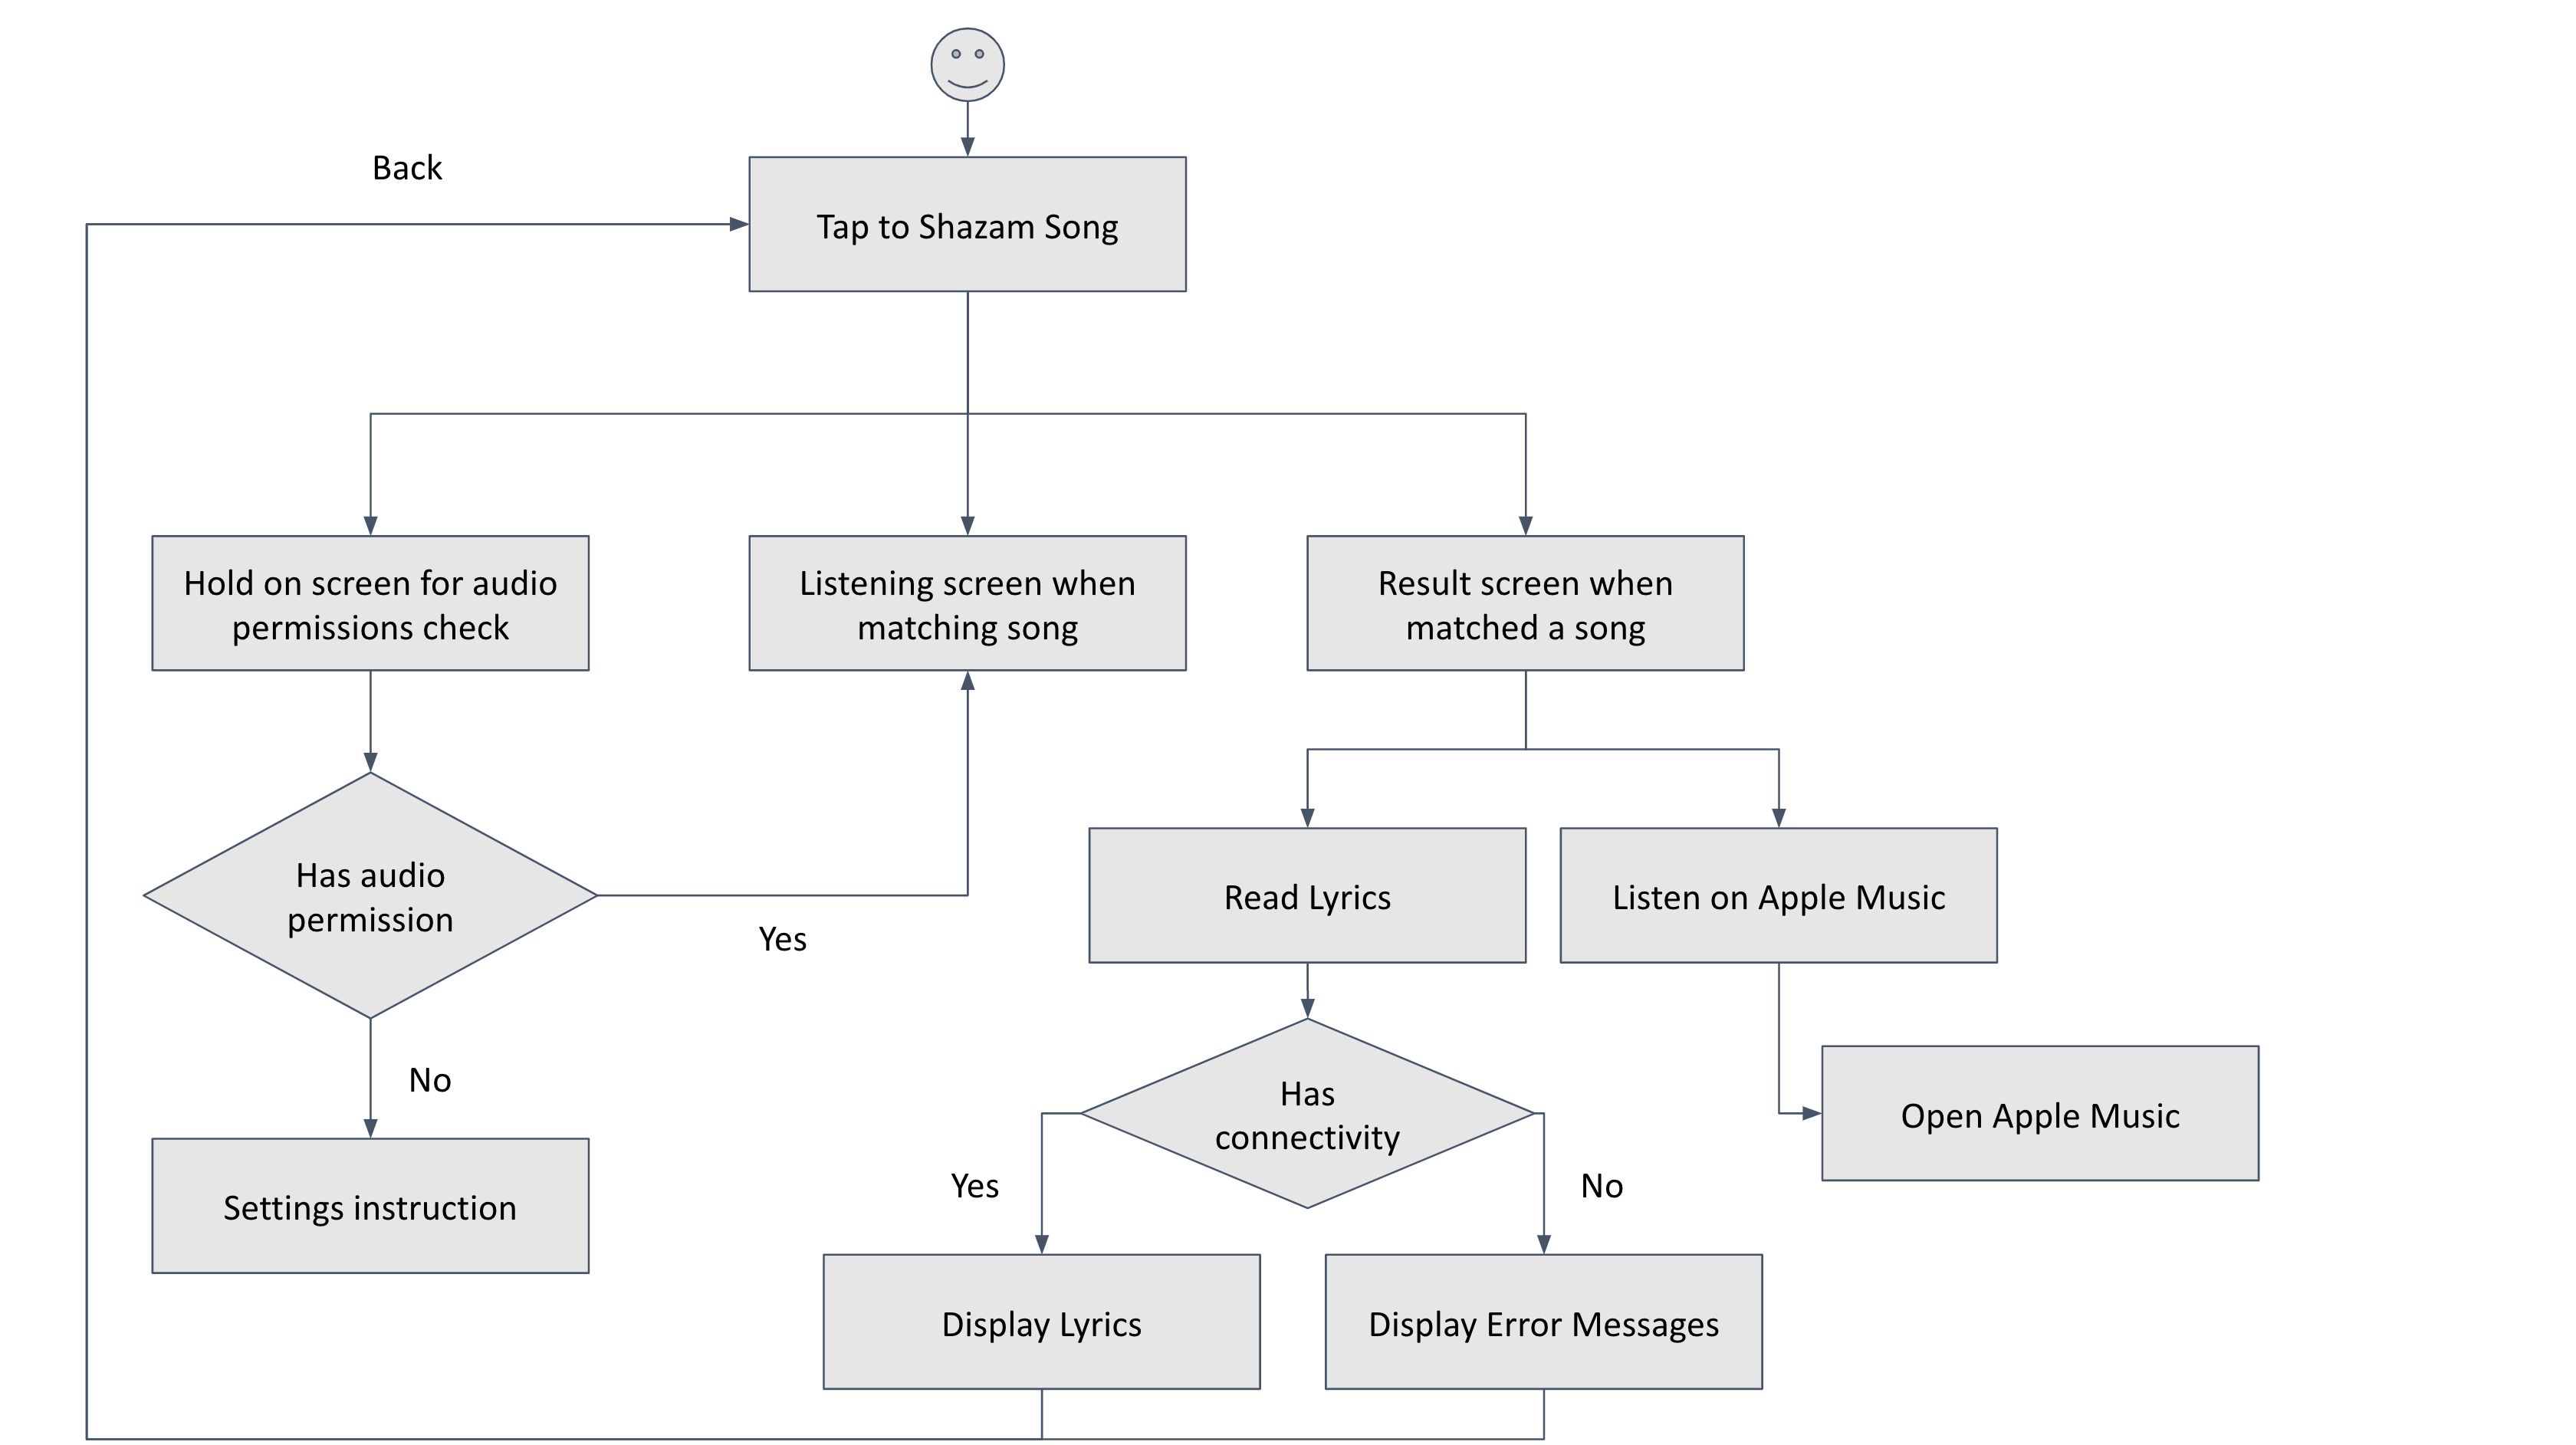 Back
Tap to Shazam Song
Hold on screen for audio
permissions check
Listening screen when
matching song
Result screen when
matched a song
Has audio
permission
Yes
Read Lyrics
Listen on Apple Music
No
Has
connectivity
Open Apple Music
Settings instruction
Yes
No
Display Lyrics
Display Error Messages